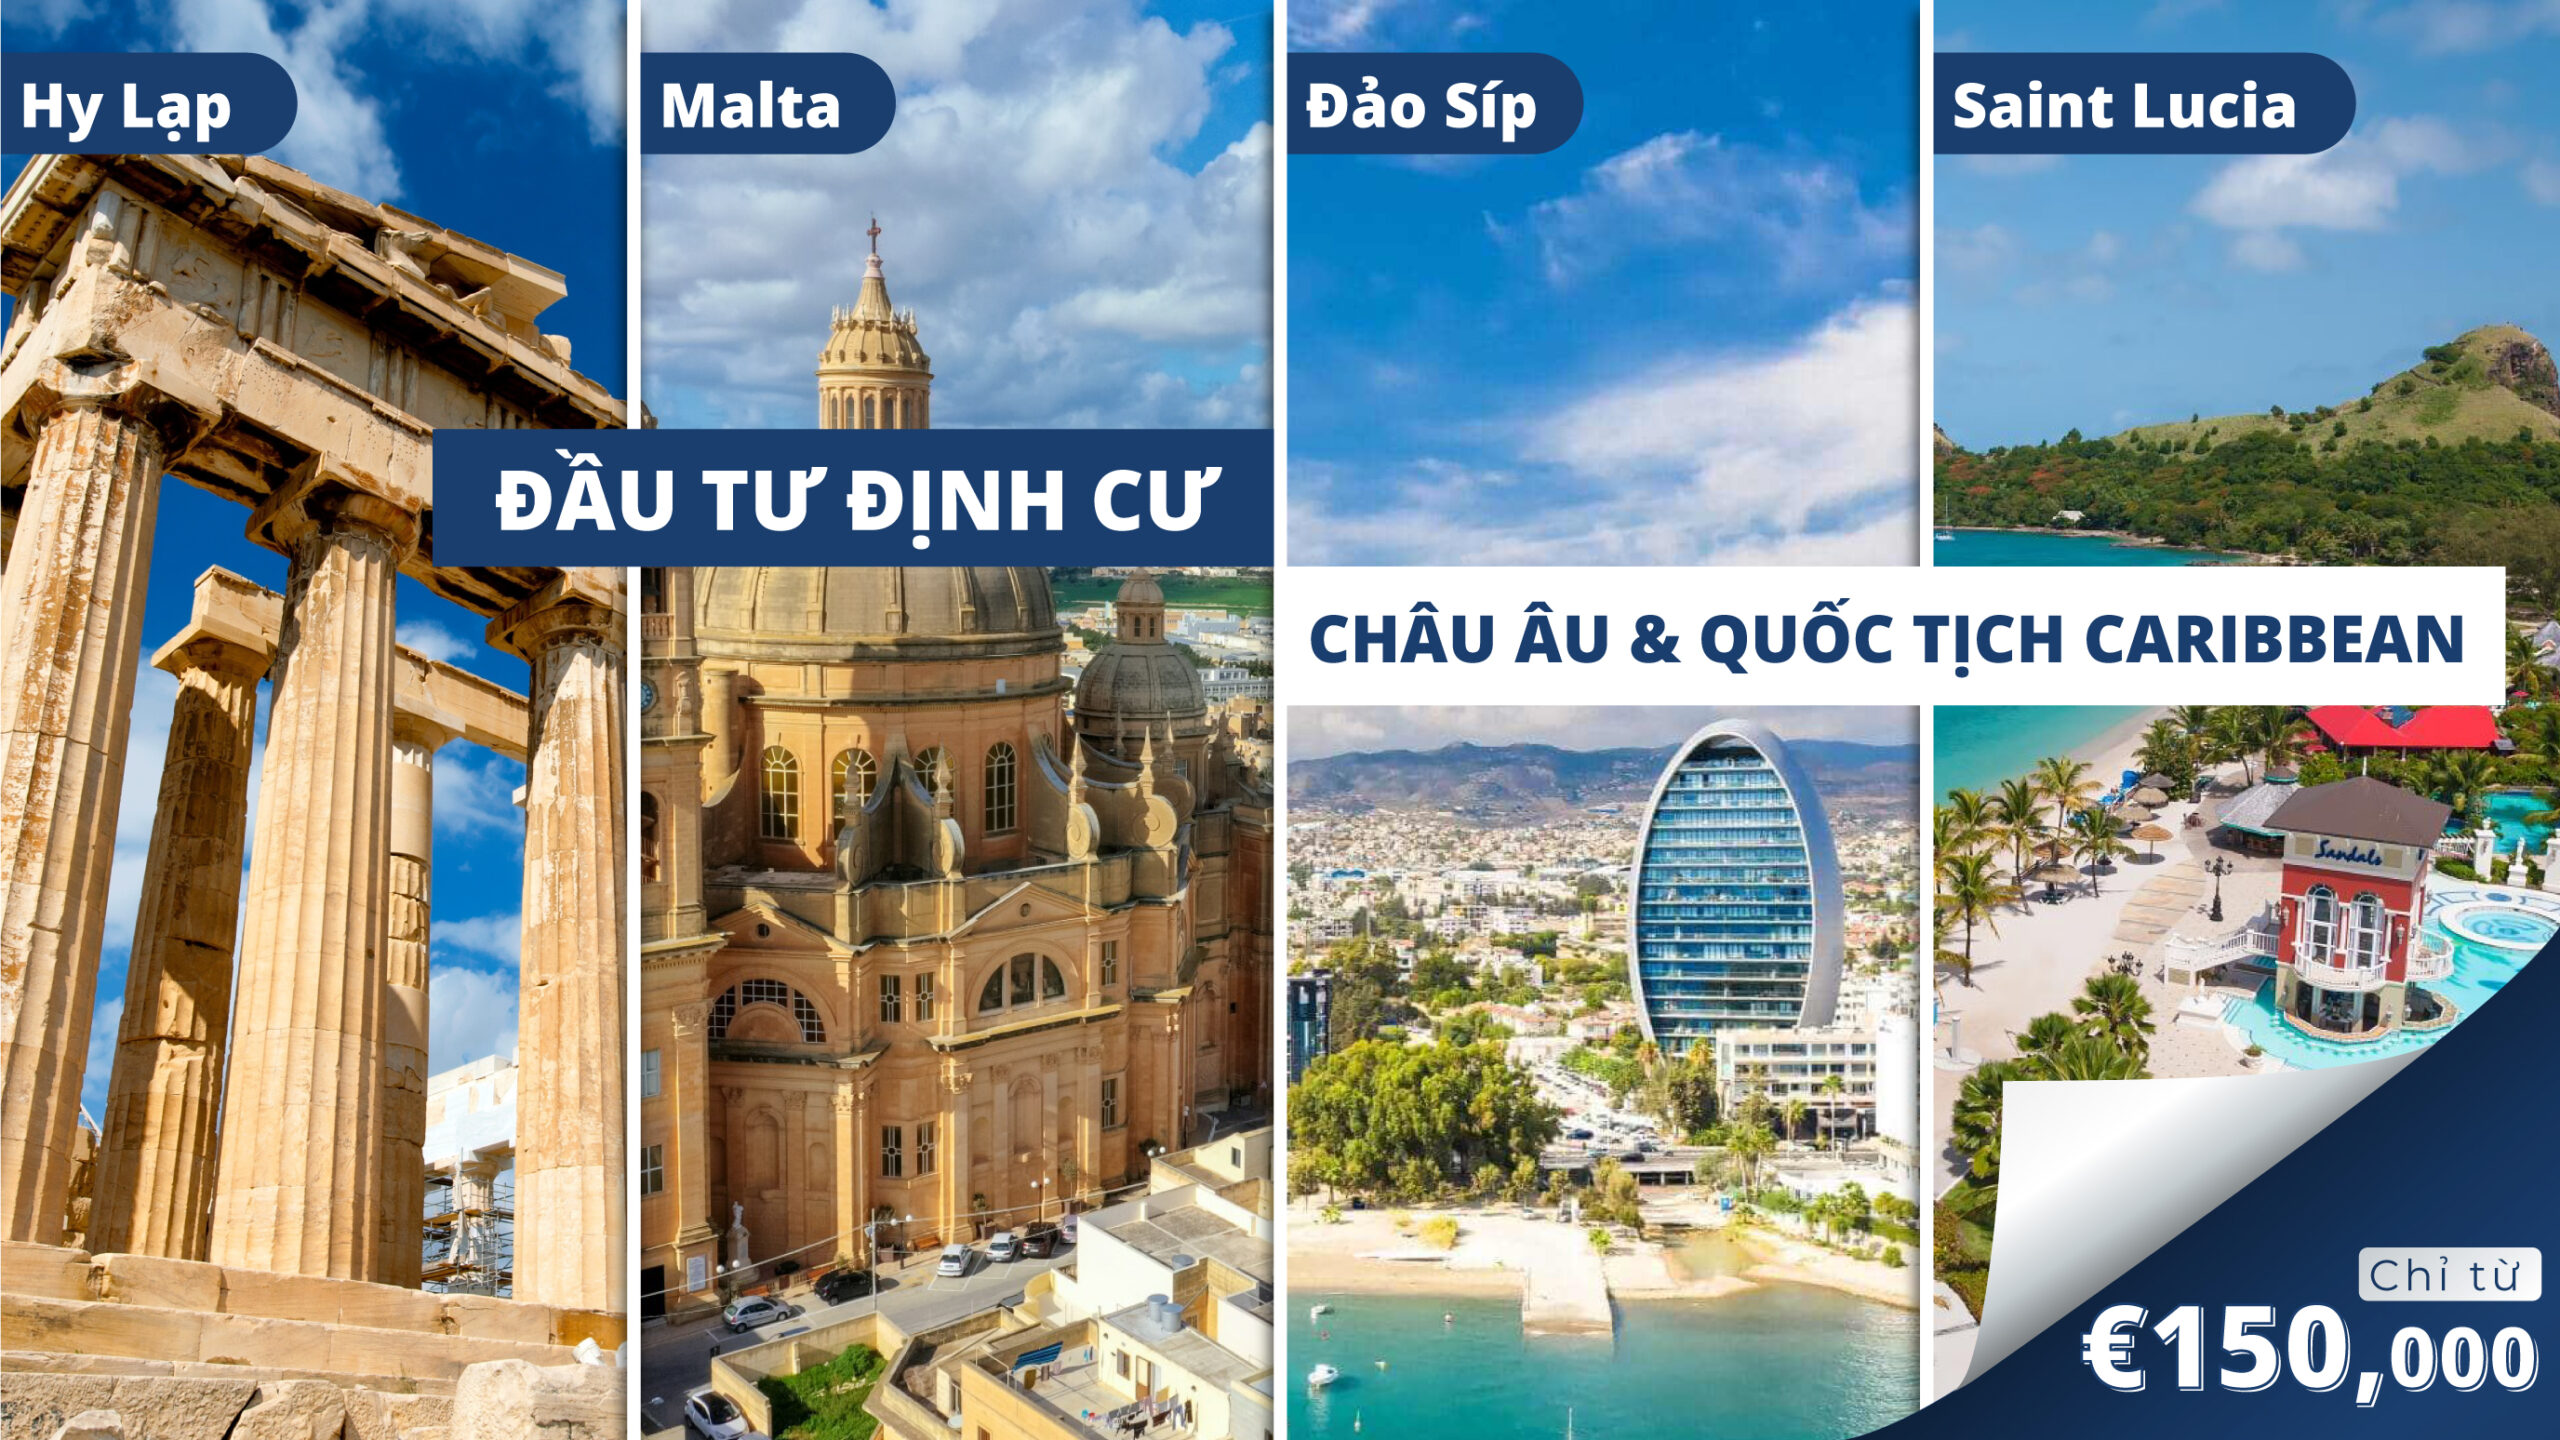 Hy Lạp
Malta
Đảo Síp
Saint Lucia
ĐẦU TƯ ĐỊNH CƯ
CHÂU ÂU & QUỐC TỊCH CARIBBEAN
Sandals
Chỉ từ
€150,000